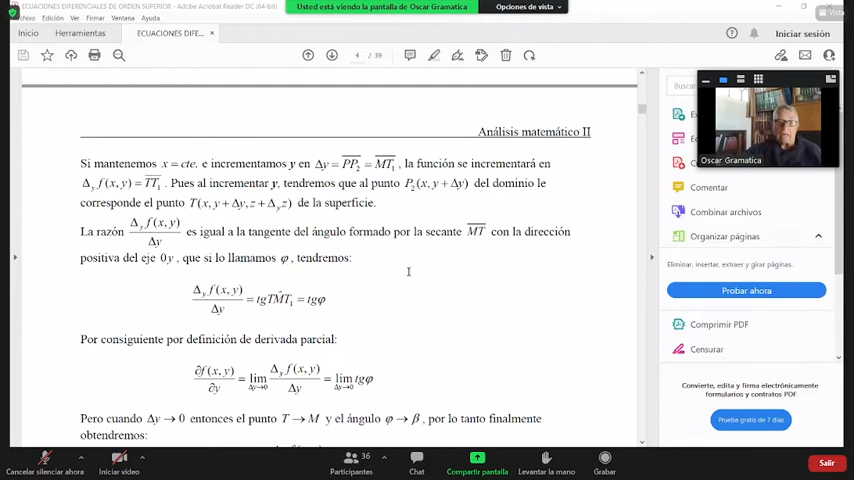 ECUACIONES DIFERENCIALES DE ORDEN SUPERIOR - Adobe Acrobat Reader DC (64-bit)
Usted está viendo la pantalla de Oscar Gramatica
Opciones de vista
Vista
Edición Ver Firmar Ventana Ayuda
Inicio Herramientas ECUACIONES DIFE... × Iniciar sesión
4 / 39
Buscar
Oscar Gramatica
Análisis matemático II
Si mantenemos x = cte. e incrementamos y en Δy = PP₂ = MT₁, la función se incrementará en
Δyf(x, y) = TT₁. Pues al incrementar y, tendremos que al punto P₂(x, y + Δy) del dominio le
corresponde el punto T(x, y + Δy, z + Δyz) de la superficie.
La razón Δyf(x, y)/Δy es igual a la tangente del ángulo formado por la secante MT con la dirección
positiva del eje 0y, que si lo llamamos φ, tendremos:
Δyf(x, y)/Δy = tgTM̂T₁ = tgφ
Por consiguiente por definición de derivada parcial:
∂f(x, y)/∂y = lim Δy→0 Δyf(x, y)/Δy = lim Δy→0 tgφ
Pero cuando Δy → 0 entonces el punto T → M y el ángulo φ → β, por lo tanto finalmente
obtendremos:
Comentar
Combinar archivos
Organizar páginas
Eliminar, insertar, extraer y girar páginas.
Probar ahora
Comprimir PDF
Censurar
Convierte, edita y firma electrónicamente
formularios y contratos PDF
Prueba gratis de 7 días
36
Cancelar silenciar ahora Iniciar video Participantes Chat Compartir pantalla Levantar la mano Grabar Salir